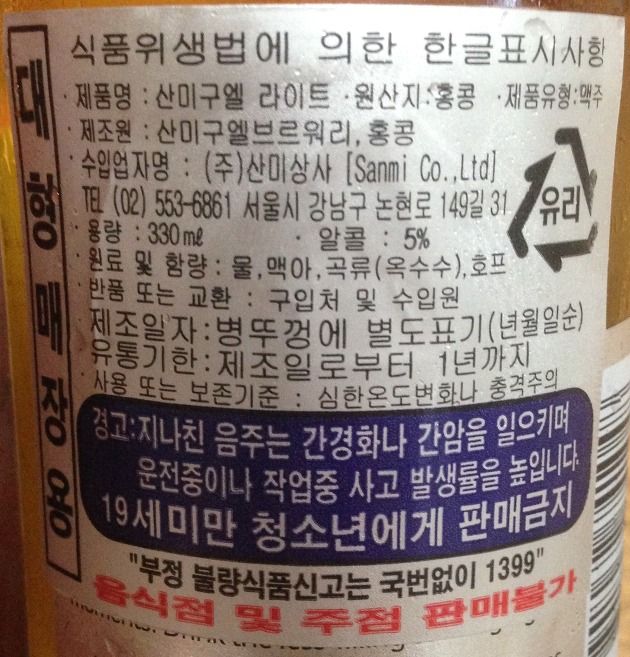 식품위생법에 의한 한글표시사항
대형매장용
· 제품명 : 산미구엘 라이트 · 원산지 : 홍콩 · 제품유형 : 맥주
· 제조원 : 산미구엘브르워리, 홍콩
· 수입업자명 : (주)산미상사 [Sanmi Co.,Ltd]
TEL (02) 553-6861 서울시 강남구 논현로 149길 31
유리
· 용량 : 330㎖ · 알콜 : 5%
· 원료 및 함량 : 물, 맥아, 곡류(옥수수), 호프
· 반품 또는 교환 : 구입처 및 수입원
제조일자 : 병뚜껑에 별도표기(년월일순)
유통기한 : 제조일로부터 1년까지
· 사용 또는 보존기준 : 심한온도변화나 충격주의
경고:지나친 음주는 간경화나 간암을 일으키며
운전중이나 작업중 사고 발생률을 높입니다.
19세미만 청소년에게 판매금지
"부정 불량식품신고는 국번없이 1399"
음식점 및 주점 판매불가